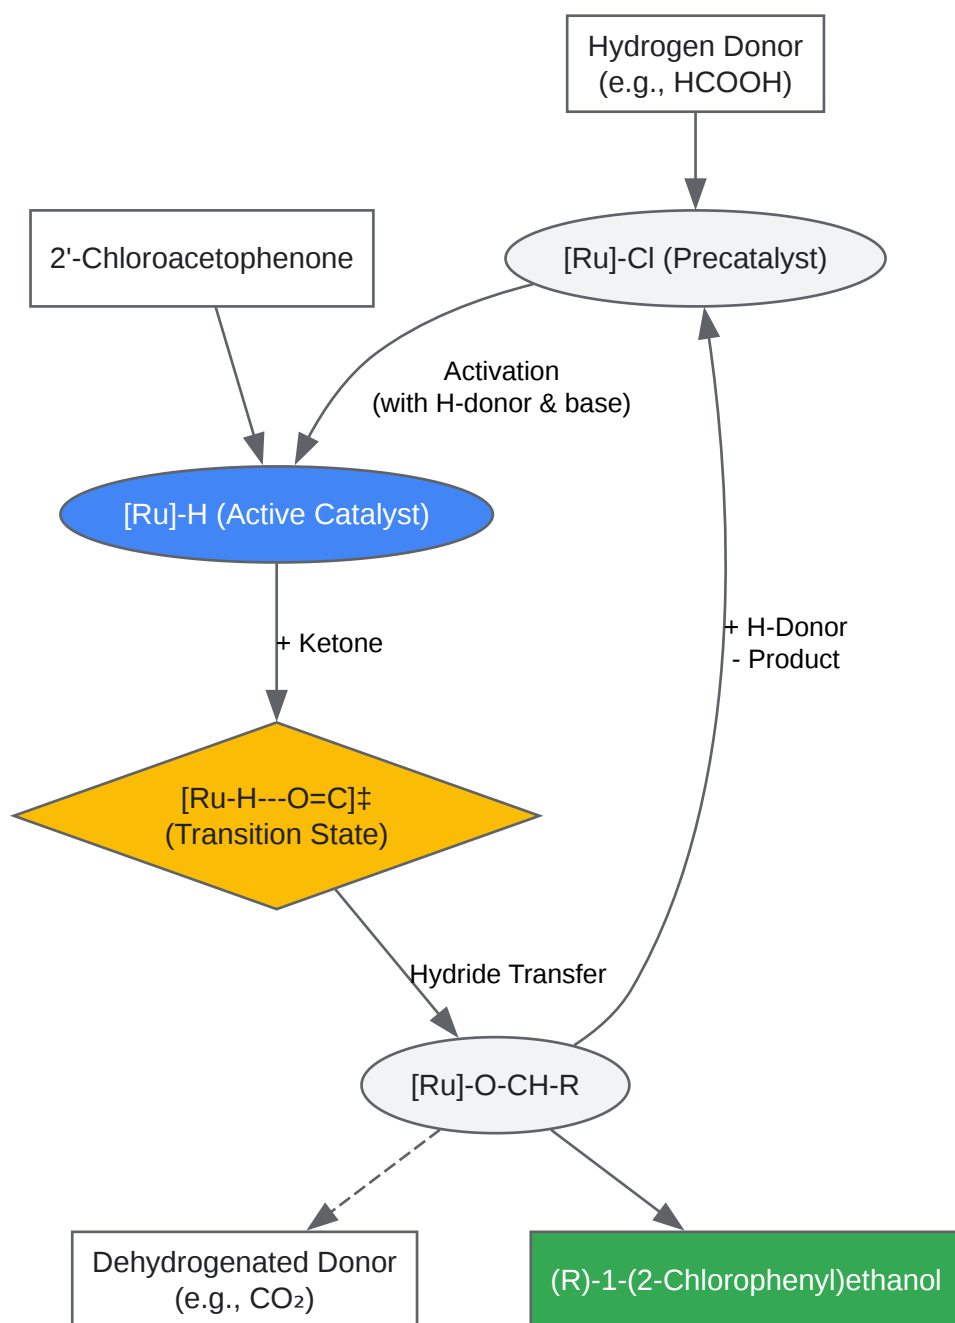 Hydrogen Donor
(e.g., HCOOH)
2'-Chloroacetophenone
[Ru]-Cl (Precatalyst)
Activation
(with H-donor & base)
[Ru]-H (Active Catalyst)
+ Ketone
+ H-Donor
- Product
[Ru-H---O=C]‡
(Transition State)
Hydride Transfer
[Ru]-O-CH-R
Dehydrogenated Donor
(e.g., CO₂)
(R)-1-(2-Chlorophenyl)ethanol